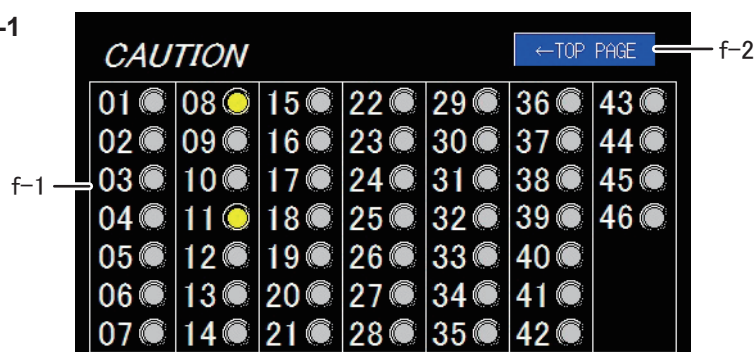 -1
CAUTION
←TOP PAGE
f-2
01 08 15 22 29 36 43
02 09 16 23 30 37 44
f-1
03 10 17 24 31 38 45
04 11 18 25 32 39 46
05 12 19 26 33 40
06 13 20 27 34 41
07 14 21 28 35 42